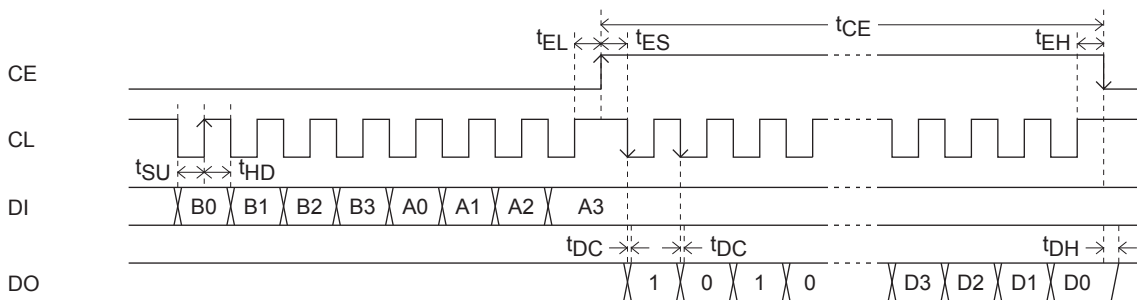 tCE
tEL tES tEH
CE
CL
tSU tHD
DI B0 B1 B2 B3 A0 A1 A2 A3
tDC tDC tDH
DO 1 0 1 0 D3 D2 D1 D0